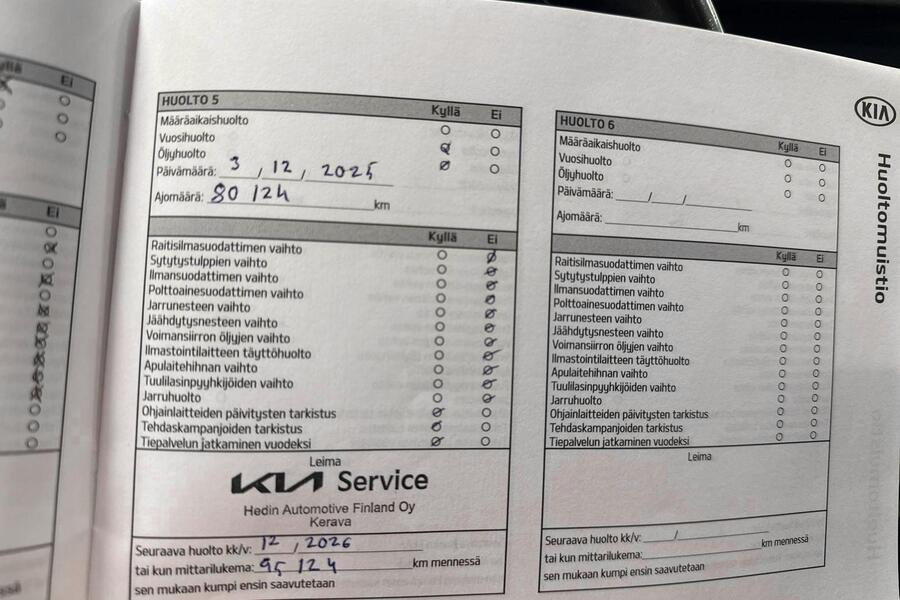 Kyllä Ei
Ei
HUOLTO 5 Kyllä Ei
Määräaikaishuolto
Vuosihuolto
Öljyhuolto
Päivämäärä: 3 / 12 / 2025
Ajomäärä: 80 124 km
Kyllä Ei
Raitisilmasuodattimen vaihto
Sytytystulppien vaihto
Ilmansuodattimen vaihto
Polttoainesuodattimen vaihto
Jarrunesteen vaihto
Jäähdytysnesteen vaihto
Voimansiirron öljyjen vaihto
Ilmastointilaitteen täyttöhuolto
Apulaitehihnan vaihto
Tuulilasinpyyhkijöiden vaihto
Jarruhuolto
Ohjainlaitteiden päivitysten tarkistus
Tehdaskampanjoiden tarkistus
Tiepalvelun jatkaminen vuodeksi
Leima
KIA Service
Hedin Automotive Finland Oy
Kerava
Seuraava huolto kk/v: 12 / 2026
tai kun mittarilukema: 95 124 km mennessä
sen mukaan kumpi ensin saavutetaan
HUOLTO 6 Kyllä Ei
Määräaikaishuolto
Vuosihuolto
Öljyhuolto
Päivämäärä: / /
Ajomäärä: km
Kyllä Ei
Raitisilmasuodattimen vaihto
Sytytystulppien vaihto
Ilmansuodattimen vaihto
Polttoainesuodattimen vaihto
Jarrunesteen vaihto
Jäähdytysnesteen vaihto
Voimansiirron öljyjen vaihto
Ilmastointilaitteen täyttöhuolto
Apulaitehihnan vaihto
Tuulilasinpyyhkijöiden vaihto
Jarruhuolto
Ohjainlaitteiden päivitysten tarkistus
Tehdaskampanjoiden tarkistus
Tiepalvelun jatkaminen vuodeksi
Leima
Seuraava huolto kk/v: /
tai kun mittarilukema: km mennessä
sen mukaan kumpi ensin saavutetaan
KIA
Huoltomuistio